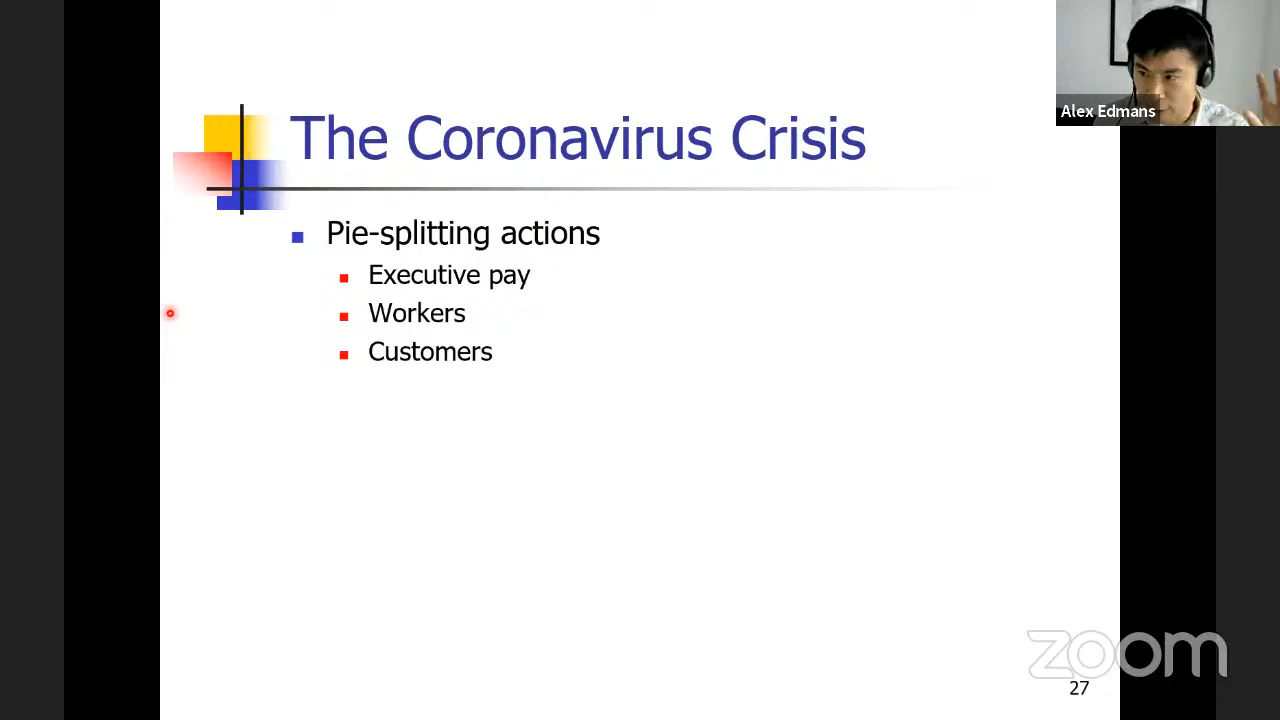 Alex Edmans
The Coronavirus Crisis
Pie-splitting actions
Executive pay
Workers
Customers
zoom
27